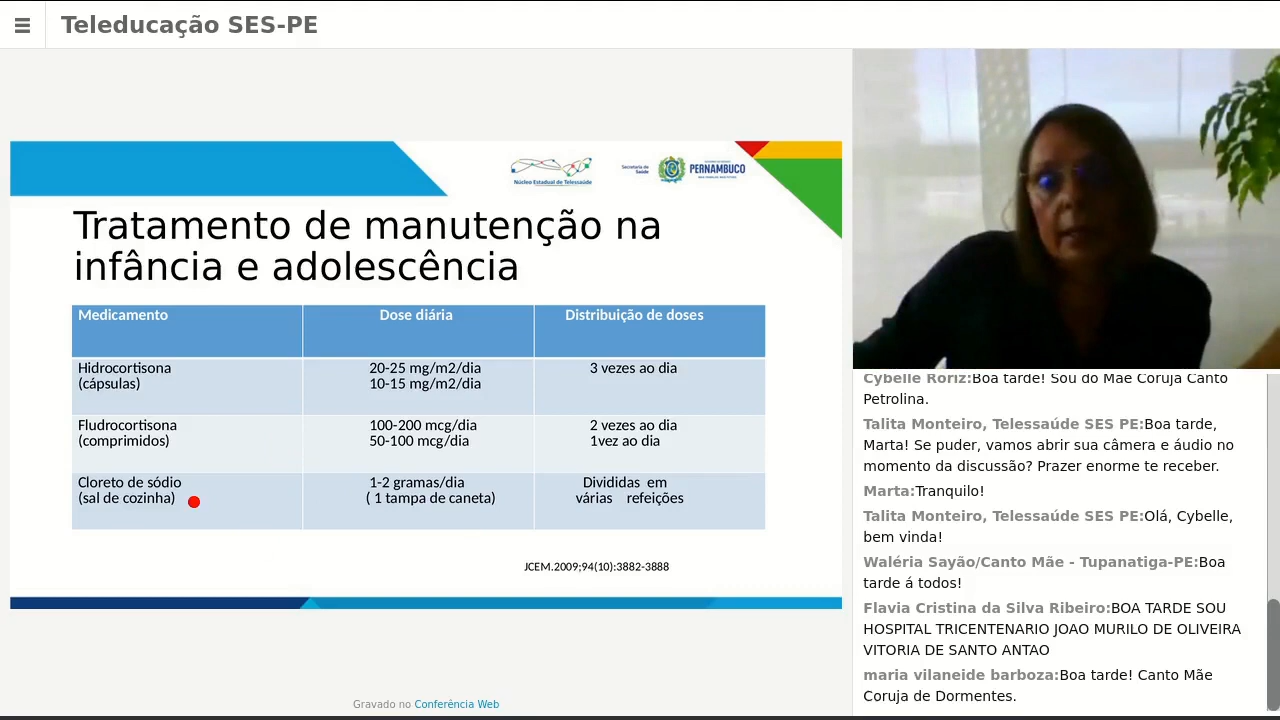 Teleducação SES-PE
Núcleo Estadual de Telessaúde
Secretaria de
Saúde
PERNAMBUCO
Tratamento de manutenção na
infância e adolescência
Medicamento Dose diária Distribuição de doses
Hidrocortisona 20-25 mg/m2/dia 3 vezes ao dia
(cápsulas) 10-15 mg/m2/dia
Fludrocortisona 100-200 mcg/dia 2 vezes ao dia
(comprimidos) 50-100 mcg/dia 1vez ao dia
Cloreto de sódio 1-2 gramas/dia Divididas em
(sal de cozinha) ( 1 tampa de caneta) várias refeições
JCEM.2009;94(10):3882-3888
Gravado no Conferência Web
Cybelle Roriz:Boa tarde! Sou do Mãe Coruja Canto
Petrolina.
Talita Monteiro, Telessaúde SES PE:Boa tarde,
Marta! Se puder, vamos abrir sua câmera e áudio no
momento da discussão? Prazer enorme te receber.
Marta:Tranquilo!
Talita Monteiro, Telessaúde SES PE:Olá, Cybelle,
bem vinda!
Waléria Sayão/Canto Mãe - Tupanatiga-PE:Boa
tarde á todos!
Flavia Cristina da Silva Ribeiro:BOA TARDE SOU
HOSPITAL TRICENTENARIO JOAO MURILO DE OLIVEIRA
VITORIA DE SANTO ANTAO
maria vilaneide barboza:Boa tarde! Canto Mãe
Coruja de Dormentes.